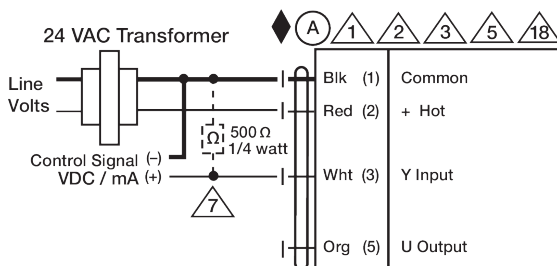 24 VAC Transformer
A 1 2 3 5 18
Line
Volts
Blk (1) Common
Red (2) + Hot
Ω 500 Ω
1/4 watt
Control Signal (–)
VDC / mA (+)
Wht (3) Y Input
7
Org (5) U Output